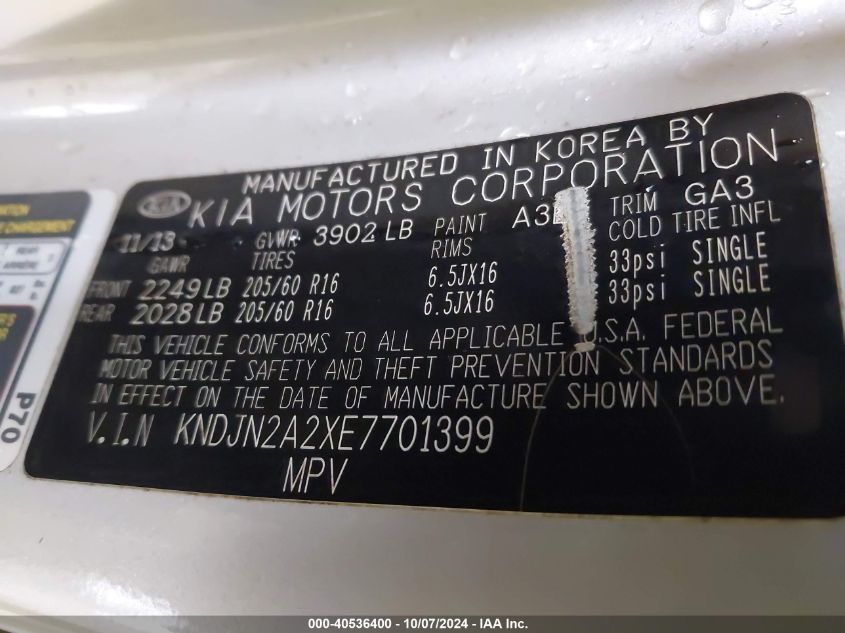 MANUFACTURED IN KOREA BY
KIA KIA MOTORS CORPORATION
11/13 GVWR 3902 LB PAINT TRIM GA3
GAWR TIRES RIMS COLD TIRE INFL
FRONT 2249 LB 205/60 R16 6.5JX16 33psi SINGLE
REAR 2028 LB 205/60 R16 6.5JX16 33psi SINGLE
THIS VEHICLE CONFORMS TO ALL APPLICABLE U.S.A. FEDERAL
MOTOR VEHICLE SAFETY AND THEFT PREVENTION STANDARDS
IN EFFECT ON THE DATE OF MANUFACTURE SHOWN ABOVE.
V.I.N KNDJN2A2XE7701399
MPV
REAR
P70
000-40536400 - 10/07/2024 - IAA Inc.